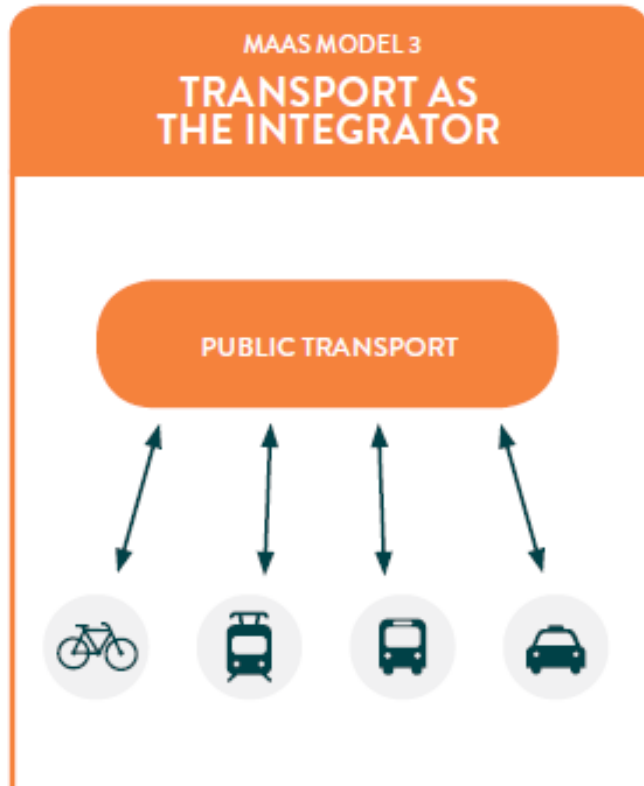 MAAS MODEL 3
TRANSPORT AS
THE INTEGRATOR
PUBLIC TRANSPORT